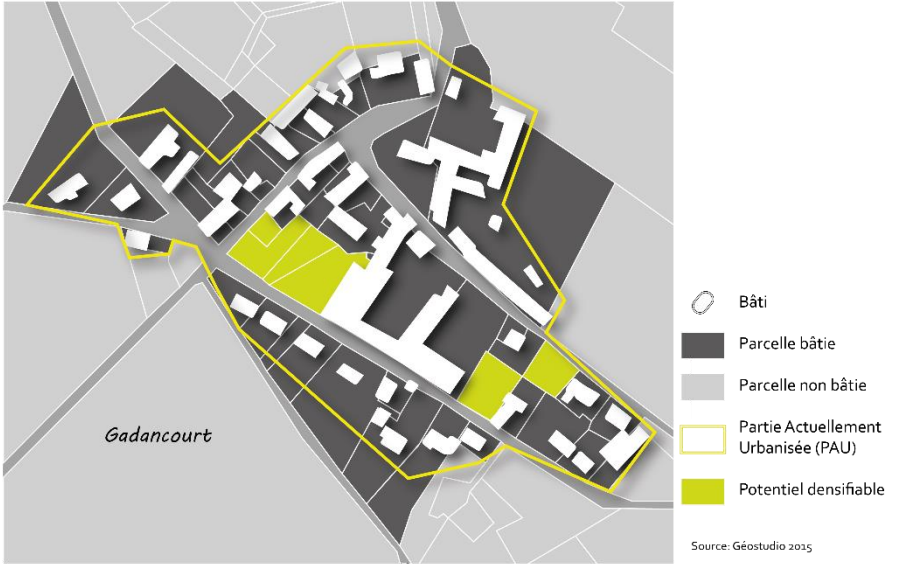 Gadancourt
Bâti
Parcelle bâtie
Parcelle non bâtie
Partie Actuellement
Urbanisée (PAU)
Potentiel densifiable
Source: Géostudio 2015